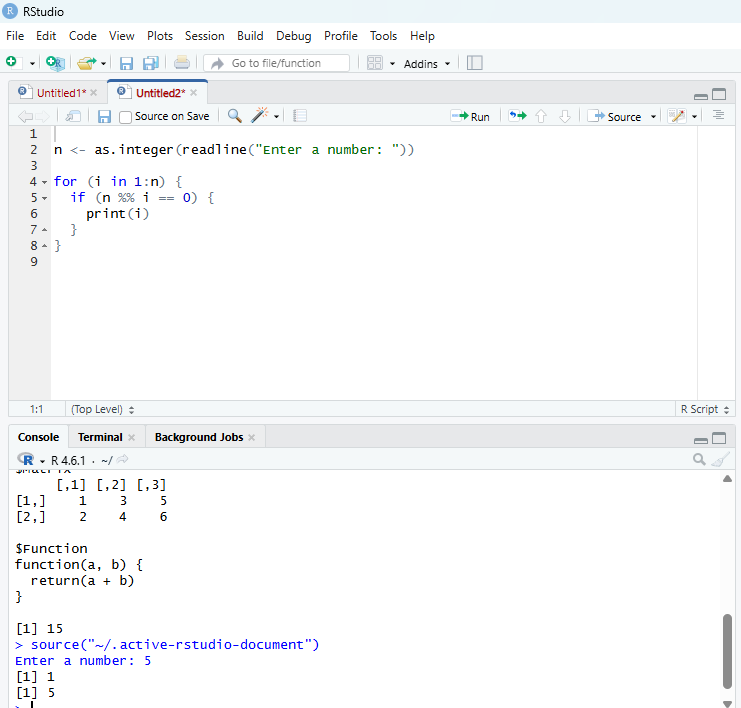 RStudio
File Edit Code View Plots Session Build Debug Profile Tools Help
Go to file/function Addins
Untitled1* Untitled2*
Source on Save Run Source
1
2 n <- as.integer(readline("Enter a number: "))
3
4 for (i in 1:n) {
5 if (n %% i == 0) {
6 print(i)
7 }
8 }
9
1:1 (Top Level) R Script
Console Terminal Background Jobs
R 4.6.1 · ~/
$Matrix
[,1] [,2] [,3]
[1,] 1 3 5
[2,] 2 4 6
$Function
function(a, b) {
return(a + b)
}
[1] 15
> source("~/.active-rstudio-document")
Enter a number: 5
[1] 1
[1] 5
>